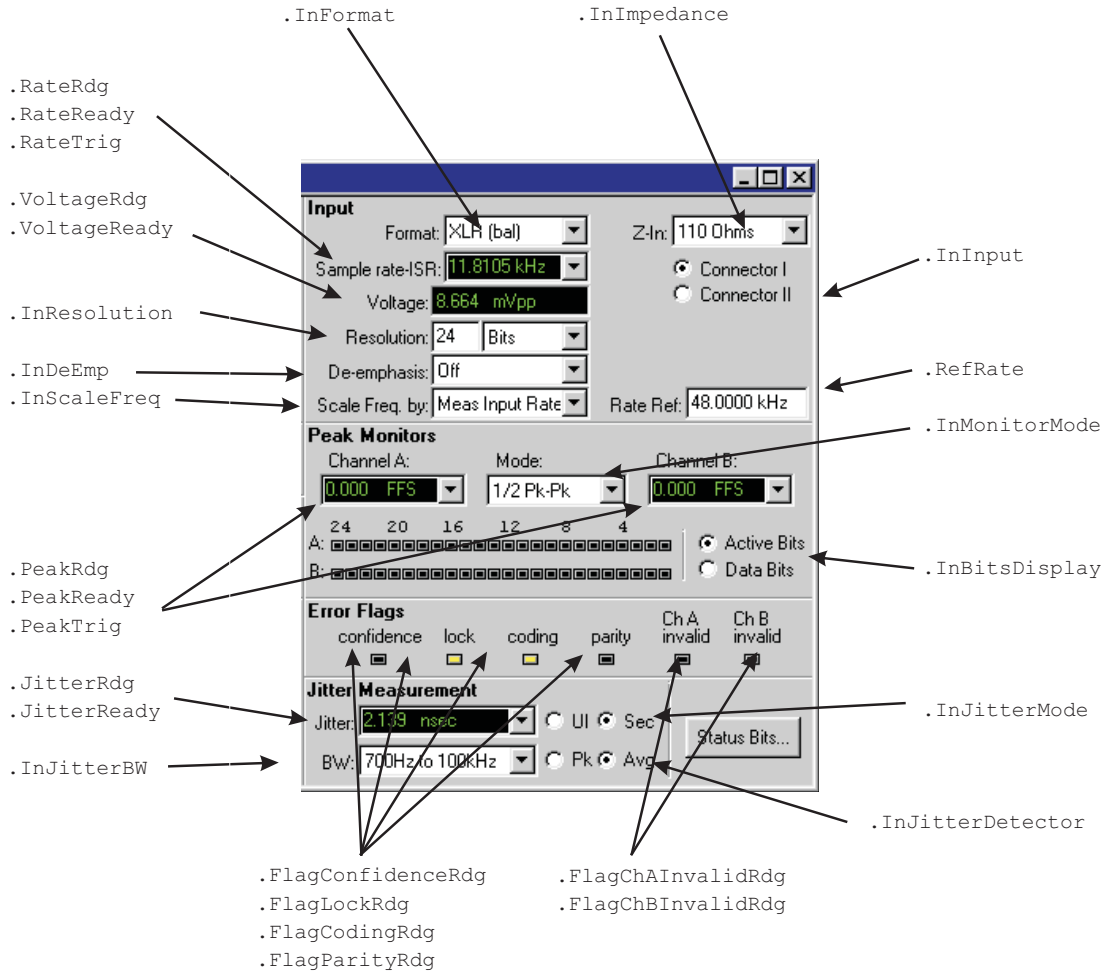 .InFormat
.InImpedance
.RateRdg
.RateReady
.RateTrig
.VoltageRdg
.VoltageReady
.InResolution
.InDeEmp
.InScaleFreq
Input
Format: XLR (bal)
Z-In: 110 Ohms
Sample rate-ISR: 11.8105 kHz
Connector I
Connector II
Voltage: 8.664 mVpp
Resolution: 24 Bits
De-emphasis: Off
Scale Freq. by: Meas Input Rate
Rate Ref: 48.0000 kHz
.InInput
.RefRate
.InMonitorMode
Peak Monitors
Channel A: Mode: Channel B:
0.000 FFS 1/2 Pk-Pk 0.000 FFS
24 20 16 12 8 4
A:
B:
Active Bits
Data Bits
.InBitsDisplay
.PeakRdg
.PeakReady
.PeakTrig
Error Flags
confidence lock coding parity Ch A invalid Ch B invalid
.JitterRdg
.JitterReady
.InJitterBW
Jitter Measurement
Jitter: 2.139 nsec UI Sec
BW: 700Hz to 100kHz Pk Avg
Status Bits...
.InJitterMode
.InJitterDetector
.FlagConfidenceRdg
.FlagLockRdg
.FlagCodingRdg
.FlagParityRdg
.FlagChAInvalidRdg
.FlagChBInvalidRdg